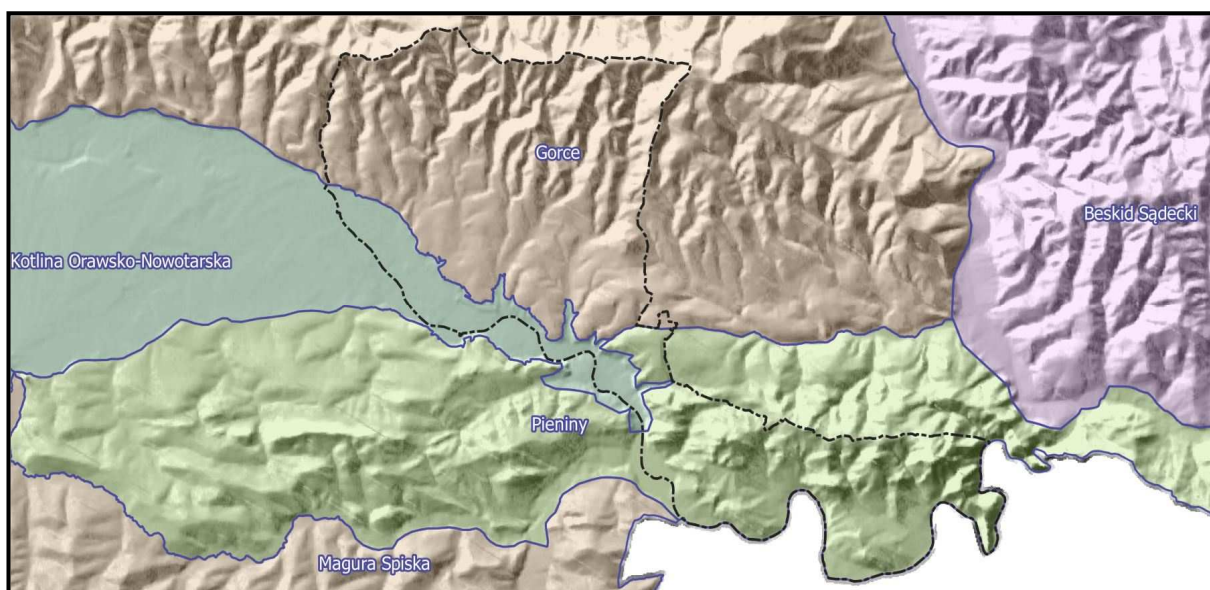 Gorce
Beskid Sądecki
Kotlina Orawsko-Nowotarska
Pieniny
Magura Spiska